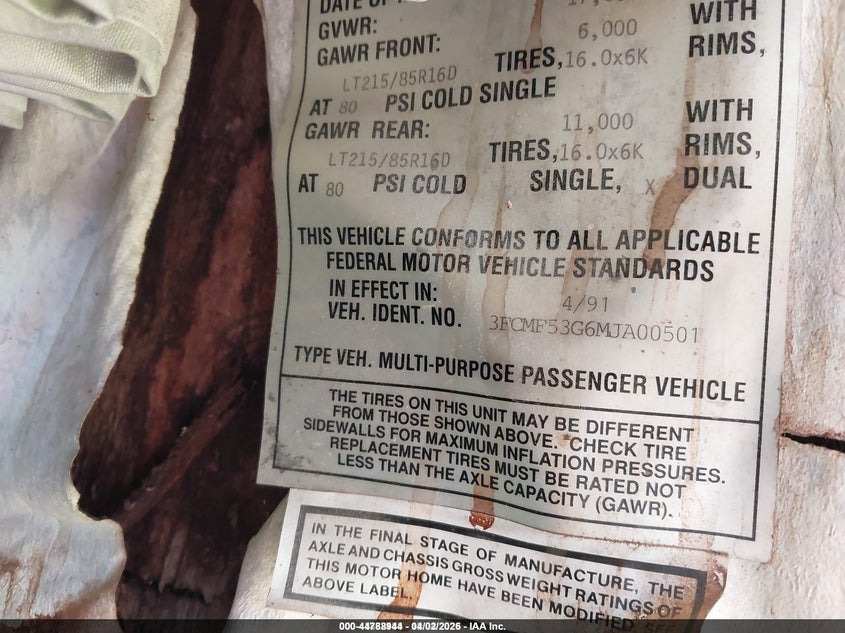 DATE OF
GVWR: 17,
GAWR FRONT: 6,000 WITH
LT215/85R16D TIRES, 16.0x6K RIMS,
AT 80 PSI COLD SINGLE
GAWR REAR: 11,000 WITH
LT215/85R16D TIRES, 16.0x6K RIMS,
AT 80 PSI COLD SINGLE, X DUAL
THIS VEHICLE CONFORMS TO ALL APPLICABLE
FEDERAL MOTOR VEHICLE STANDARDS
IN EFFECT IN: 4/91
VEH. IDENT. NO. 3FCMF53G6MJA00501
TYPE VEH. MULTI-PURPOSE PASSENGER VEHICLE
THE TIRES ON THIS UNIT MAY BE DIFFERENT
FROM THOSE SHOWN ABOVE. CHECK TIRE
SIDEWALLS FOR MAXIMUM INFLATION PRESSURES.
REPLACEMENT TIRES MUST BE RATED NOT
LESS THAN THE AXLE CAPACITY (GAWR).
IN THE FINAL STAGE OF MANUFACTURE, THE
AXLE AND CHASSIS GROSS WEIGHT RATINGS OF
THIS MOTOR HOME HAVE BEEN MODIFIED. SEE
ABOVE LABEL.
000-44788944 - 04/02/2026 - IAA Inc.